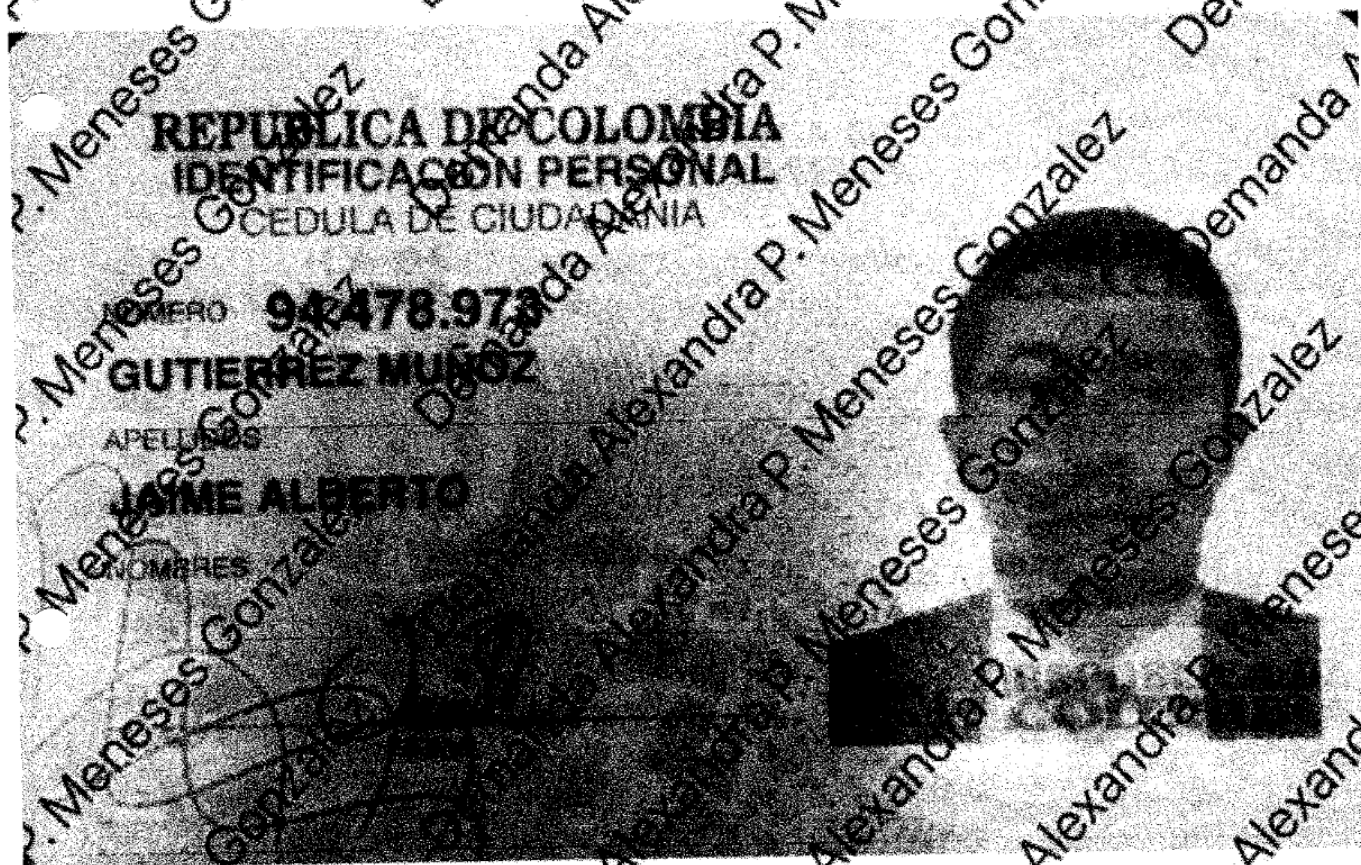 REPUBLICA DE COLOMBIA
IDENTIFICACION PERSONAL
CEDULA DE CIUDADANIA
NUMERO 94.478.973
GUTIERREZ MUÑOZ
APELLIDOS
JAIME ALBERTO
NOMBRES
Demanda Alexandra P. Meneses Gonzalez